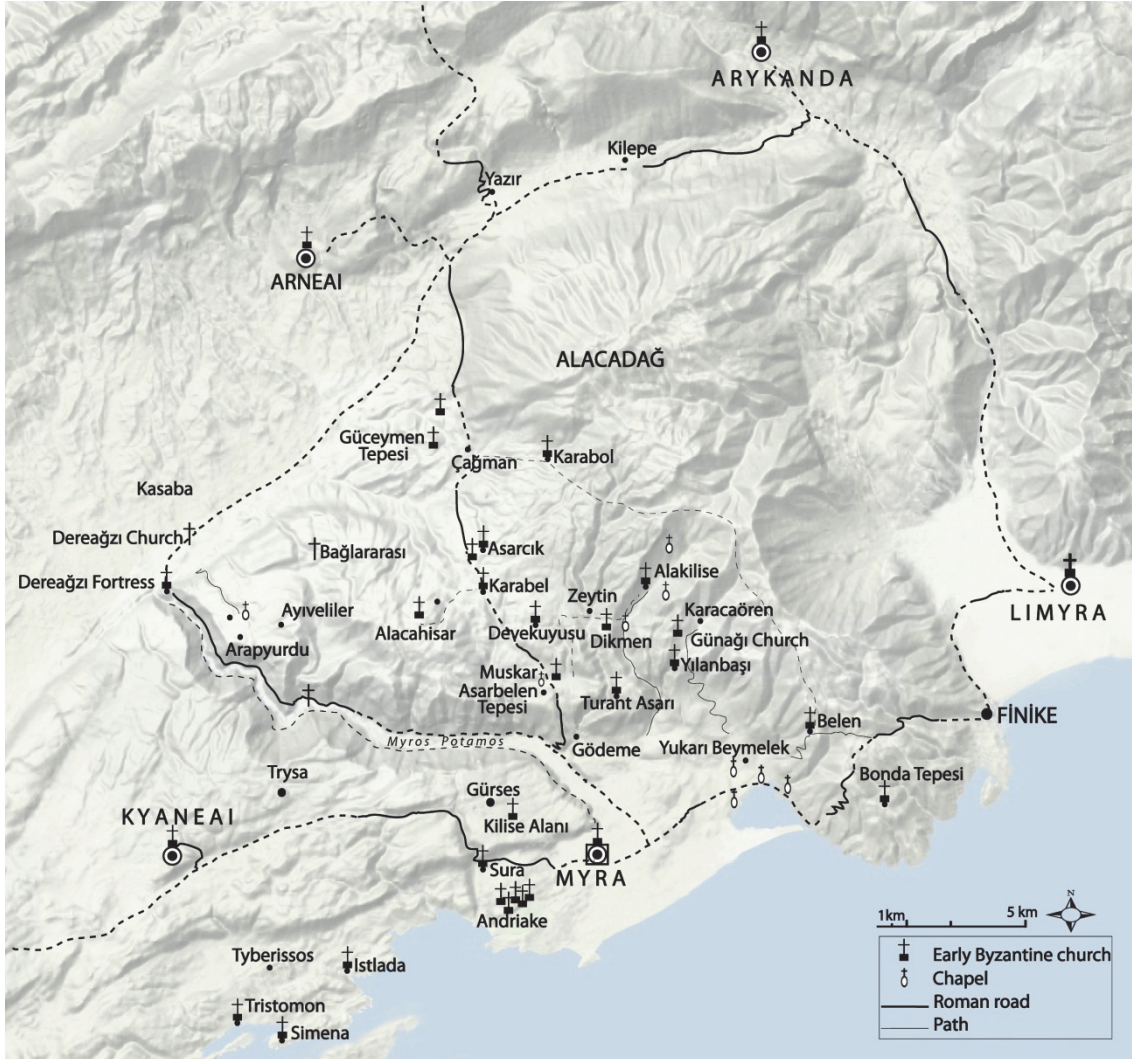 ARYKANDA
Kilepe
Yazır
ARNEAI
ALACADAĞ
Güceymen
Tepesi
Çağman
Karabol
Kasaba
Dereağzı Church
Bağlararası
Asarcık
Dereağzı Fortress
Karabel
Alakilise
Zeytin
Ayıveliler
Alacahisar
Devekuyusu
Dikmen
Karacaören
Günağı Church
LIMYRA
Arapyurdu
Muskar
Yılanbaşı
Asarbelen
Tepesi
Turant Asarı
Belen
FİNİKE
Gödeme
Yukarı Beymelek
Myros Potamos
Trysa
Bonda Tepesi
Gürses
Kilise Alanı
KYANEAI
Sura
MYRA
Andriake
Tyberissos
Istlada
Tristomon
Simena
N
1km 5 km
Early Byzantine church
Chapel
Roman road
Path